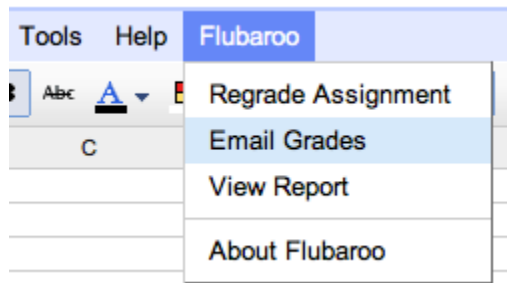 Tools Help Flubaroo
Abc A
Regrade Assignment
C
Email Grades
View Report
About Flubaroo